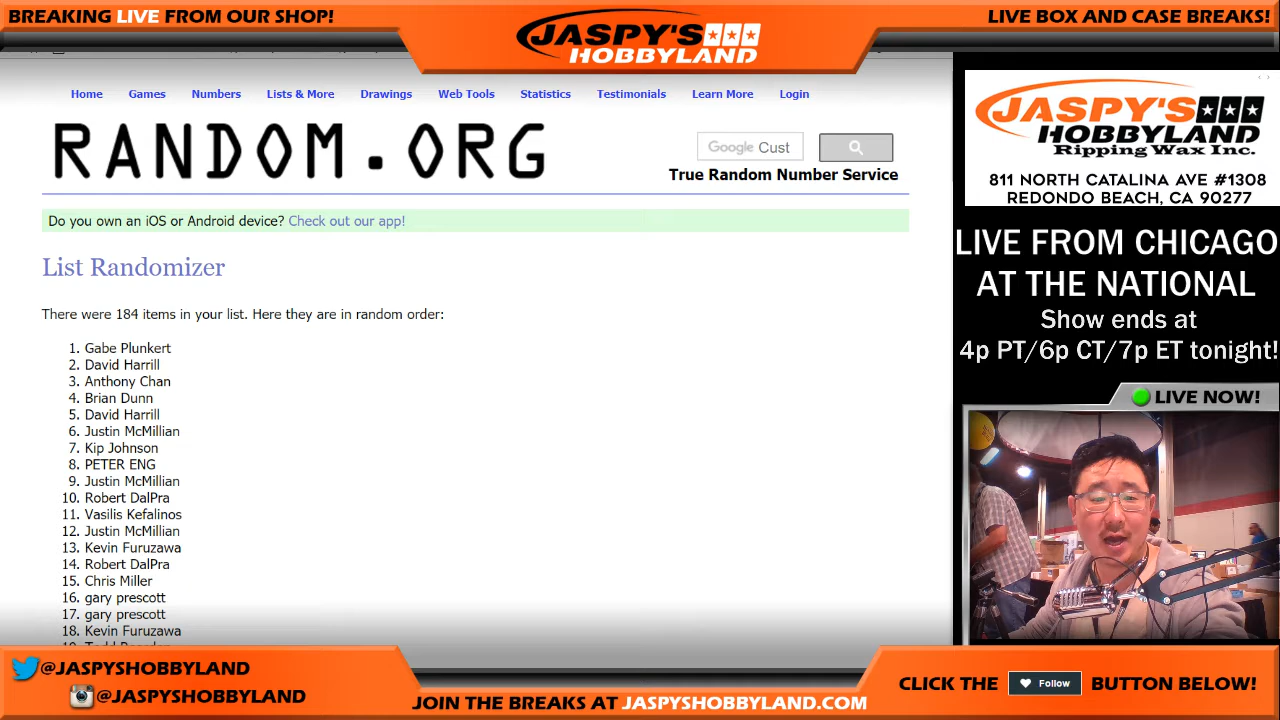 BREAKING LIVE FROM OUR SHOP!
JASPY'S
HOBBYLAND
LIVE BOX AND CASE BREAKS!
Home Games Numbers Lists & More Drawings Web Tools Statistics Testimonials Learn More Login
RANDOM.ORG
Google Cust
True Random Number Service
Do you own an iOS or Android device? Check out our app!
List Randomizer
There were 184 items in your list. Here they are in random order:
1. Gabe Plunkert
2. David Harrill
3. Anthony Chan
4. Brian Dunn
5. David Harrill
6. Justin McMillian
7. Kip Johnson
8. PETER ENG
9. Justin McMillian
10. Robert DalPra
11. Vasilis Kefalinos
12. Justin McMillian
13. Kevin Furuzawa
14. Robert DalPra
15. Chris Miller
16. gary prescott
17. gary prescott
18. Kevin Furuzawa
JASPY'S
HOBBYLAND
Ripping Wax Inc.
811 NORTH CATALINA AVE #1308
REDONDO BEACH, CA 90277
LIVE FROM CHICAGO
AT THE NATIONAL
Show ends at
4p PT/6p CT/7p ET tonight!
LIVE NOW!
@JASPYSHOBBYLAND
@JASPYSHOBBYLAND
JOIN THE BREAKS AT JASPYSHOBBYLAND.COM
CLICK THE Follow BUTTON BELOW!